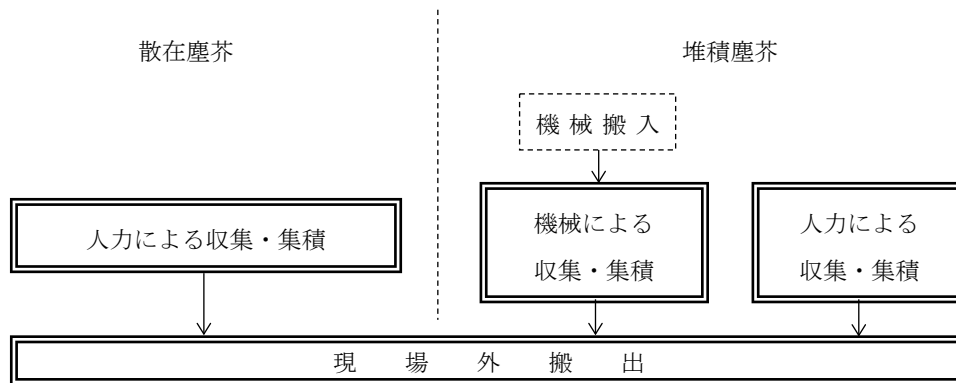 散在塵芥
堆積塵芥
機械搬入
人力による収集・集積
機械による
収集・集積
人力による
収集・集積
現場外搬出